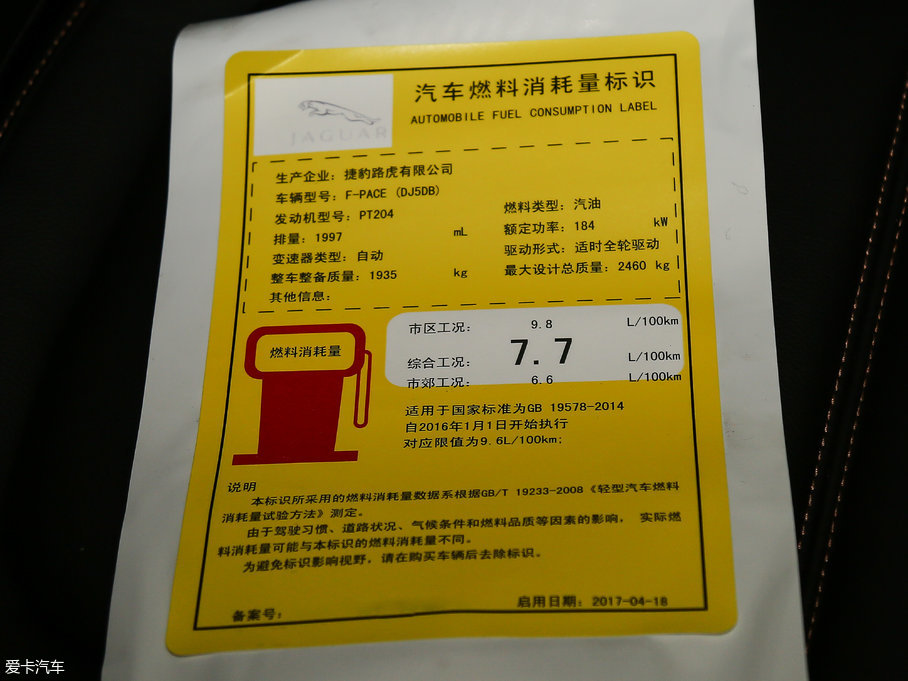 JAGUAR
汽车燃料消耗量标识
AUTOMOBILE FUEL CONSUMPTION LABEL
生产企业：捷豹路虎有限公司
车辆型号：F-PACE (DJ5DB)
发动机型号：PT204
燃料类型：汽油
排量：1997 mL
额定功率：184 kW
变速器类型：自动
驱动形式：适时全轮驱动
整车整备质量：1935 kg
最大设计总质量：2460 kg
其他信息：
燃料消耗量
市区工况： 9.8 L/100km
综合工况： 7.7 L/100km
市郊工况： 6.6 L/100km
适用于国家标准为GB 19578-2014
自2016年1月1日开始执行
对应限值为9.6L/100km;
说明
本标识所采用的燃料消耗量数据系根据GB/T 19233-2008《轻型汽车燃料
消耗量试验方法》测定。
由于驾驶习惯、道路状况、气候条件和燃料品质等因素的影响， 实际燃
料消耗量可能与本标识的燃料消耗量不同。
为避免标识影响视野，请在购买车辆后去除标识。
备案号：
启用日期：2017-04-18
爱卡汽车